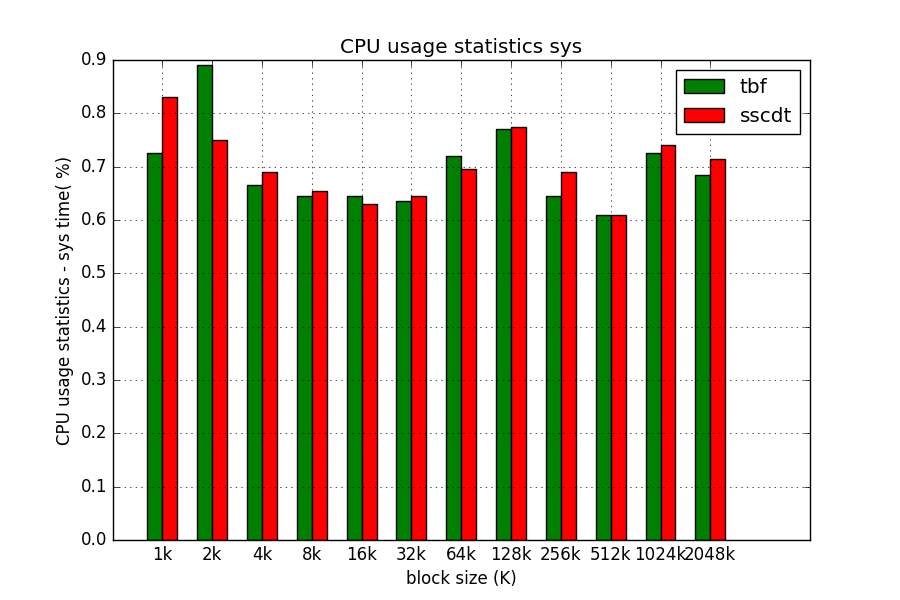 CPU usage statistics sys
tbf
sscdt
CPU usage statistics - sys time( %)
0.9
0.8
0.7
0.6
0.5
0.4
0.3
0.2
0.1
0.0
1k 2k 4k 8k 16k 32k 64k 128k 256k 512k 1024k 2048k
block size (K)